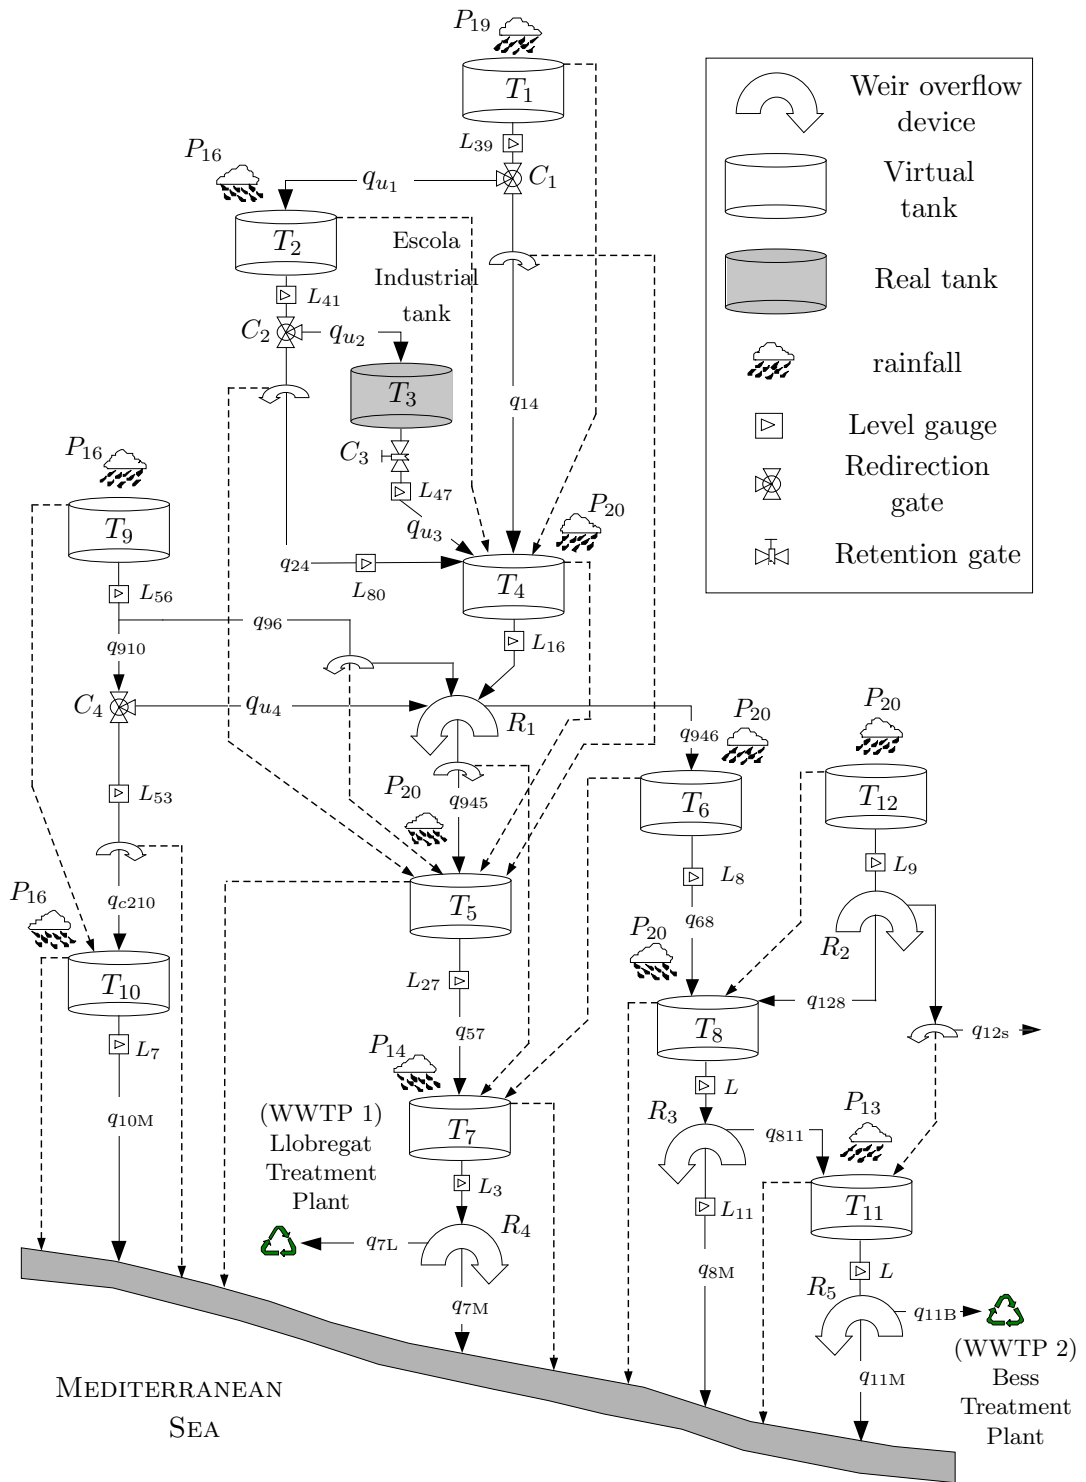 P19
T1
L39
C1
qu1
P16
T2
L41
C2
qu2
Escola
Industrial
tank
T3
C3
L47
qu3
q14
P20
q24
L80
T4
L16
P16
T9
L56
q96
q910
C4
qu4
R1
q946
P20
L53
q945
P20
T6
P20
T12
L8
L9
P16
qc210
T10
L7
q10M
T5
L27
q57
q68
P20
R2
q128
q12s
T8
L
R3
q811
P13
L11
q8M
P14
T7
(WWTP 1)
Llobregat
Treatment
Plant
L3
R4
q7L
q7M
T11
L
R5
q11B
q11M
(WWTP 2)
Bess
Treatment
Plant
Mediterranean
Sea
Weir overflow
device
Virtual
tank
Real tank
rainfall
Level gauge
Redirection
gate
Retention gate